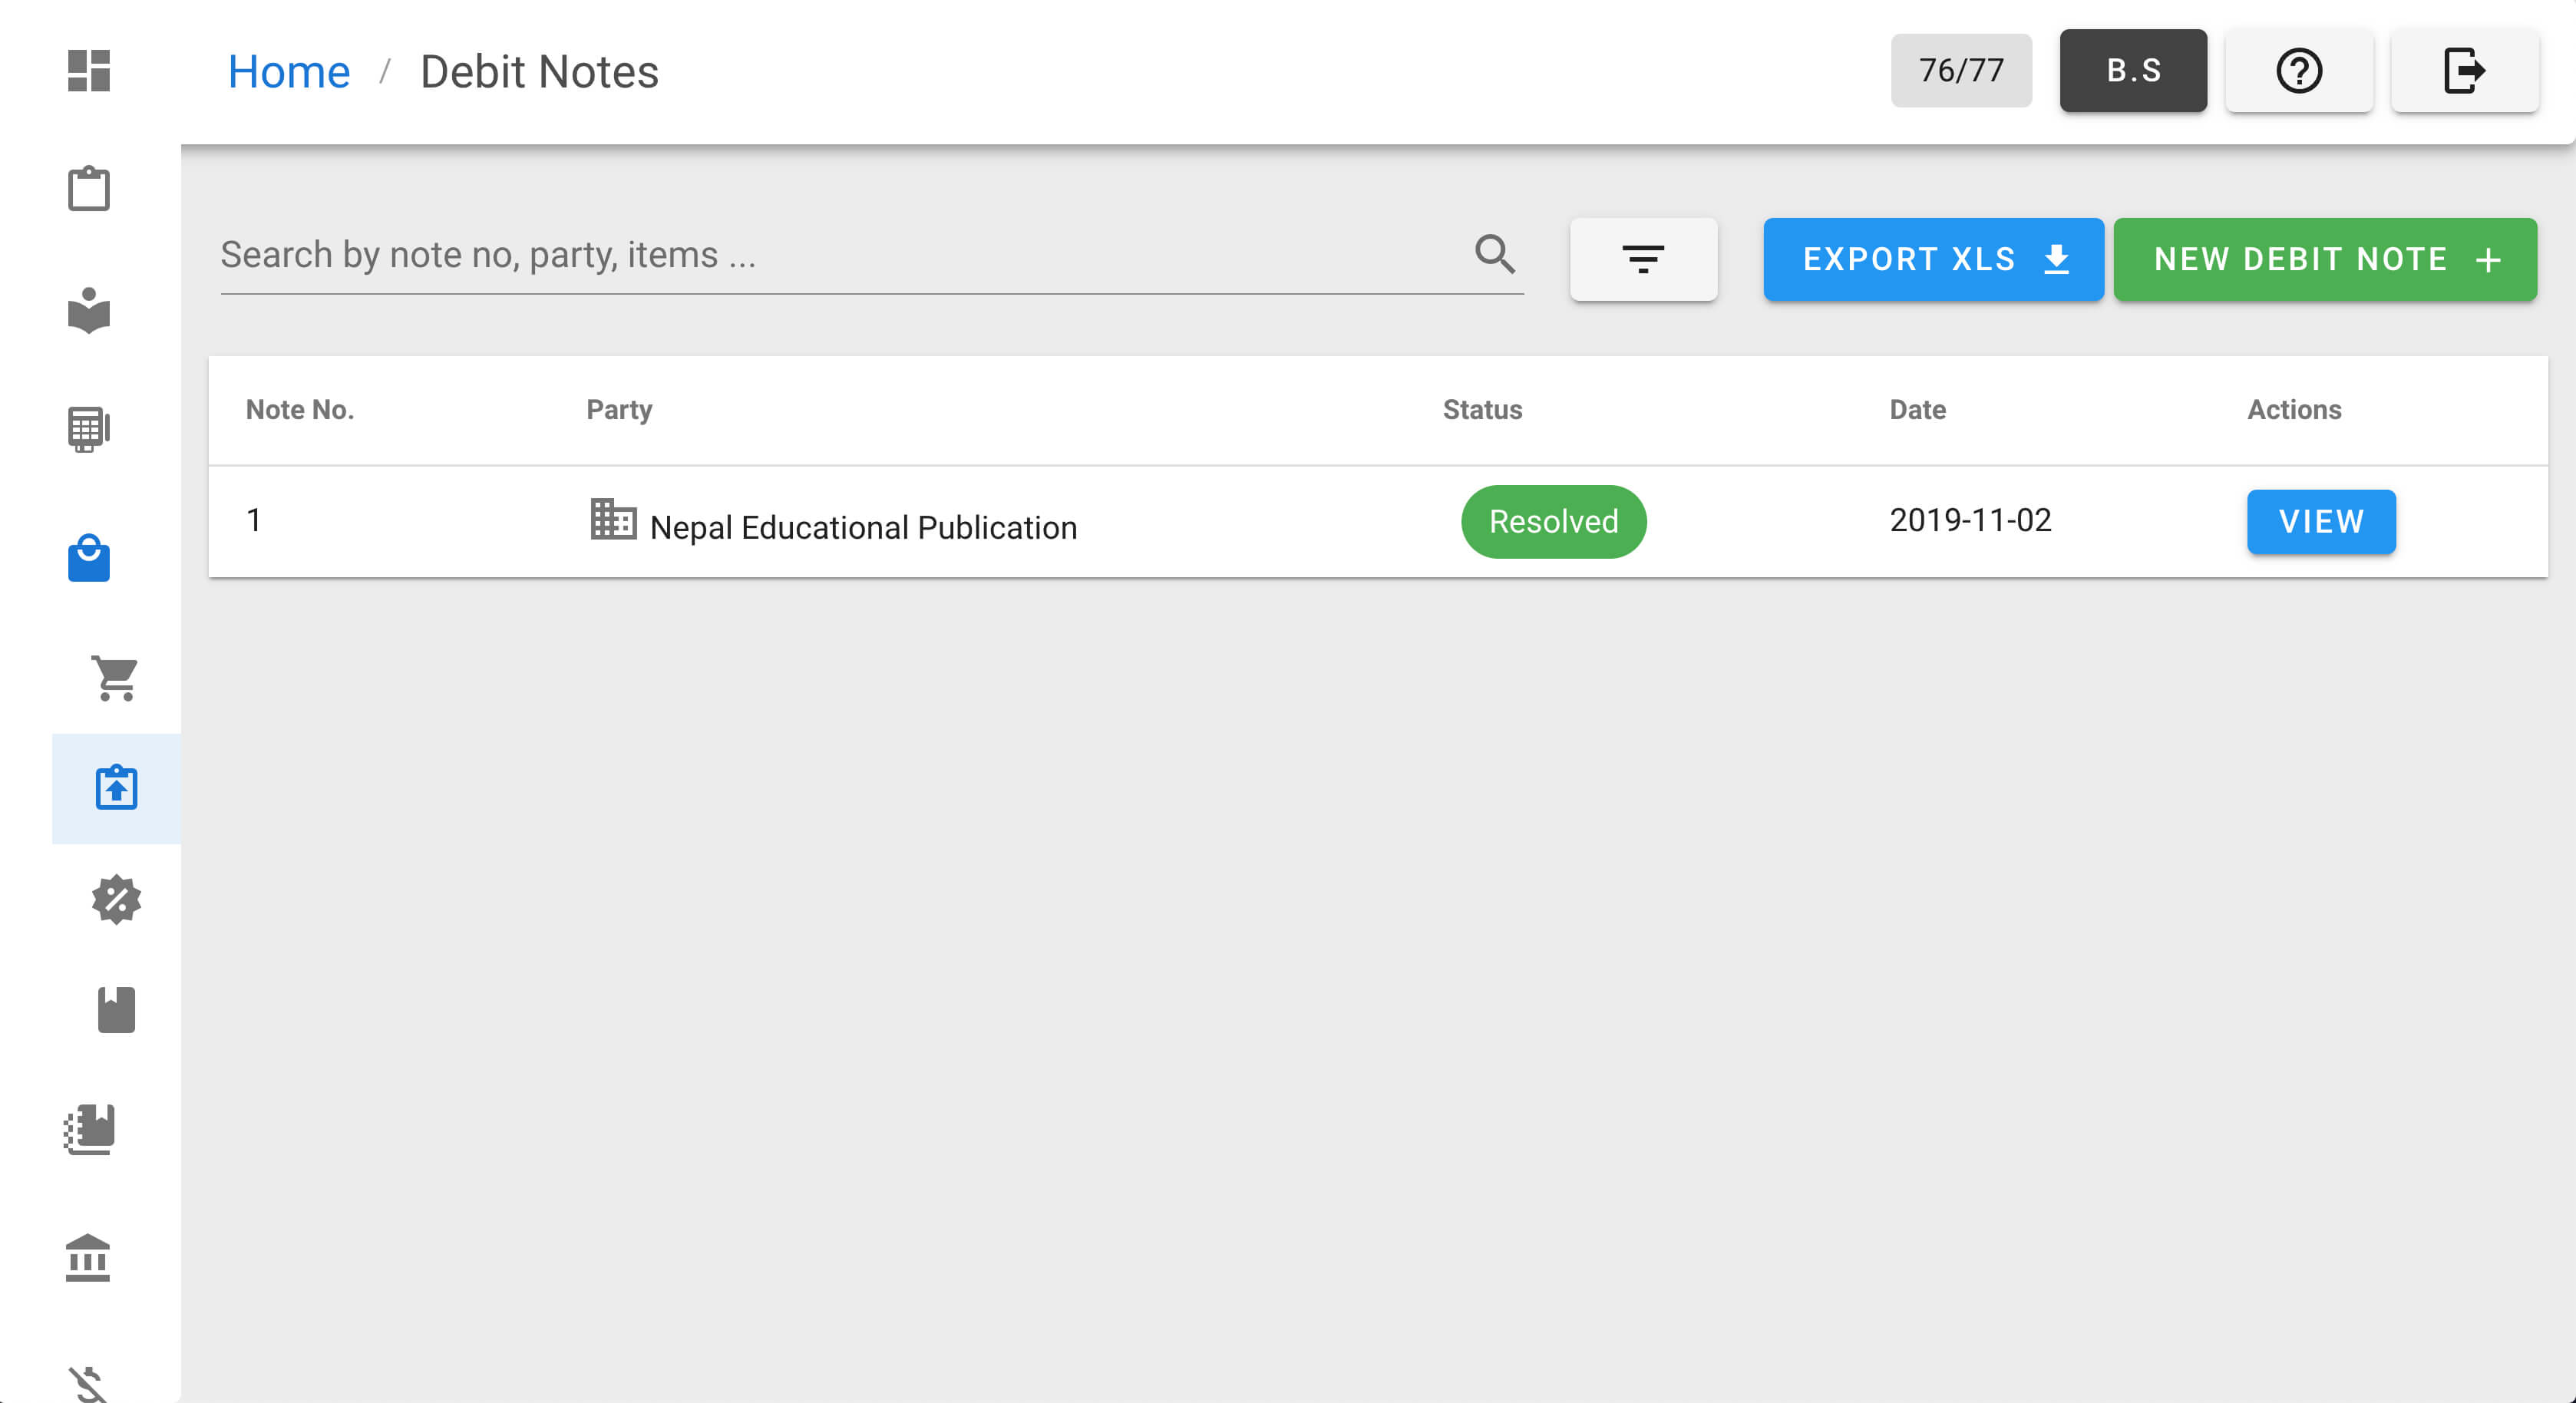 Home / Debit Notes
76/77
B.S
Search by note no, party, items ...
EXPORT XLS
NEW DEBIT NOTE +
Note No. Party Status Date Actions
1 Nepal Educational Publication Resolved 2019-11-02 VIEW